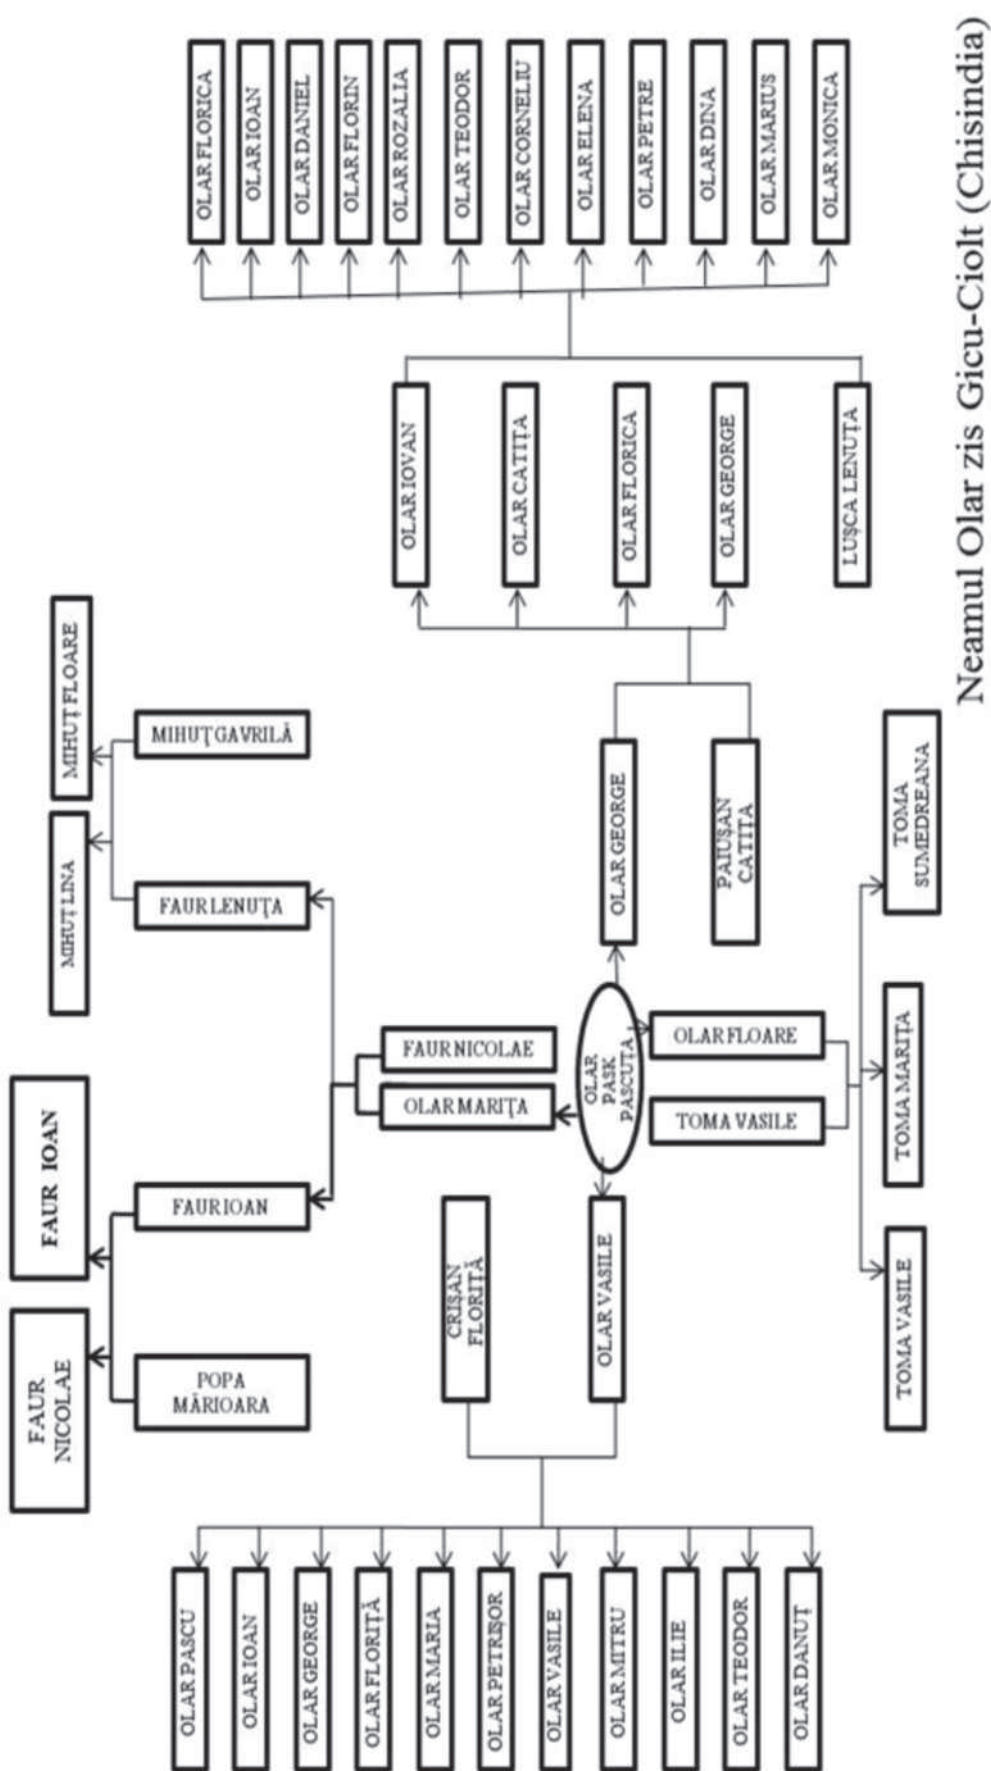 FAUR
NICOLAE
FAUR IOAN
MIHUȚ LINA
MIHUȚ FLOARE
POPA
MĂRIOARA
FAUR IOAN
FAUR LENUȚA
MIHUȚ GAVRILĂ
OLAR PASCU
OLAR IOAN
OLAR GEORGE
OLAR FLORIȚĂ
OLAR MARIA
OLAR PETRIȘOR
OLAR VASILE
OLAR MITRU
OLAR ILIE
OLAR TEODOR
OLAR DANUȚ
CRIȘAN
FLORIȚĂ
OLAR VASILE
OLAR MARIȚA
FAUR NICOLAE
OLAR
PASK
PASCUȚA
TOMA VASILE
OLAR FLOARE
TOMA VASILE
TOMA MARIȚA
TOMA
SUMEDREANA
OLAR GEORGE
PAIUȘAN
CATIȚA
OLAR IOVAN
OLAR CATIȚA
OLAR FLORICA
OLAR GEORGE
LUȘCA LENUȚA
OLAR FLORICA
OLAR IOAN
OLAR DANIEL
OLAR FLORIN
OLAR ROZALIA
OLAR TEODOR
OLAR CORNELIU
OLAR ELENA
OLAR PETRE
OLAR DINA
OLAR MARIUS
OLAR MONICA
Neamul Olar zis Gicu-Ciolt (Chisindia)